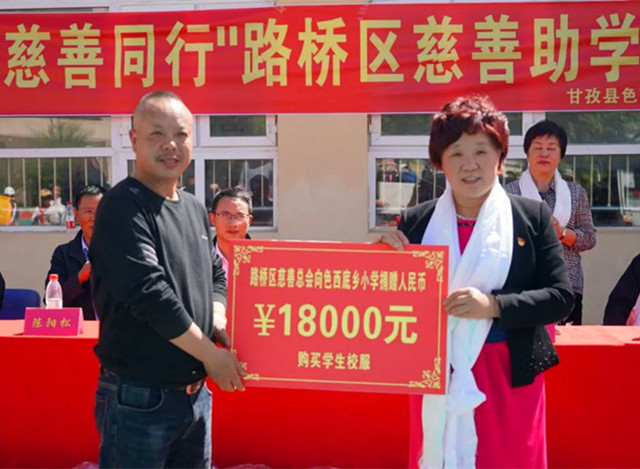 慈善同行"路桥区慈善助学
甘孜县色
路桥区慈善总会向色西底乡小学捐赠人民币
￥18000元
购买学生校服
陈阳松